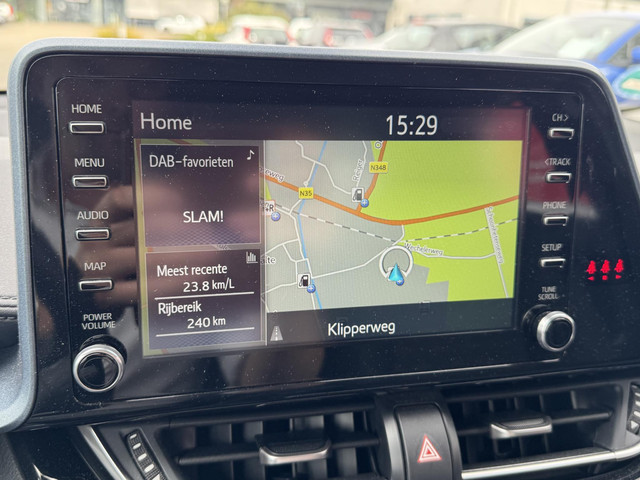 HOME
MENU
AUDIO
MAP
POWER
VOLUME
Home
15:29
DAB-favorieten
SLAM!
Meest recente
23.8 km/L
Rijbereik
240 km
N35
N348
Klipperweg
CH>
<TRACK
PHONE
SETUP
TUNE
SCROLL